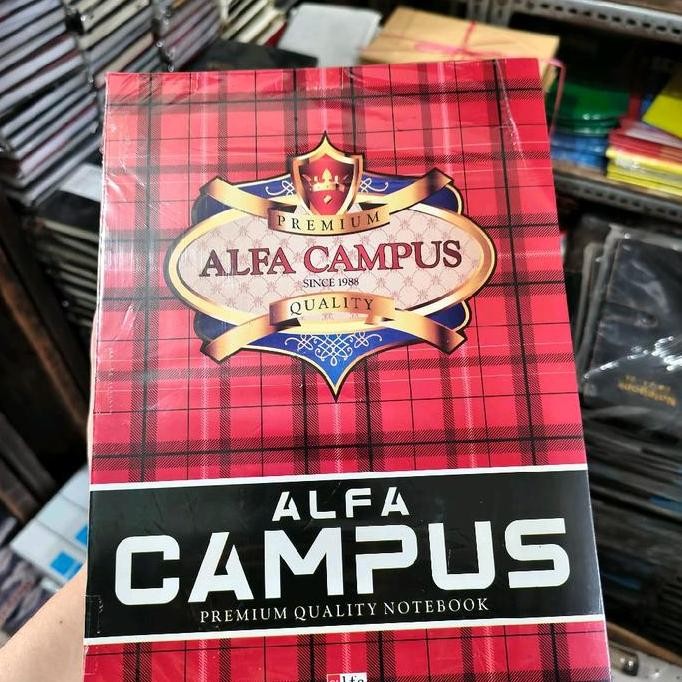 PREMIUM
ALFA CAMPUS
SINCE 1988
QUALITY
ALFA
CAMPUS
PREMIUM QUALITY NOTEBOOK